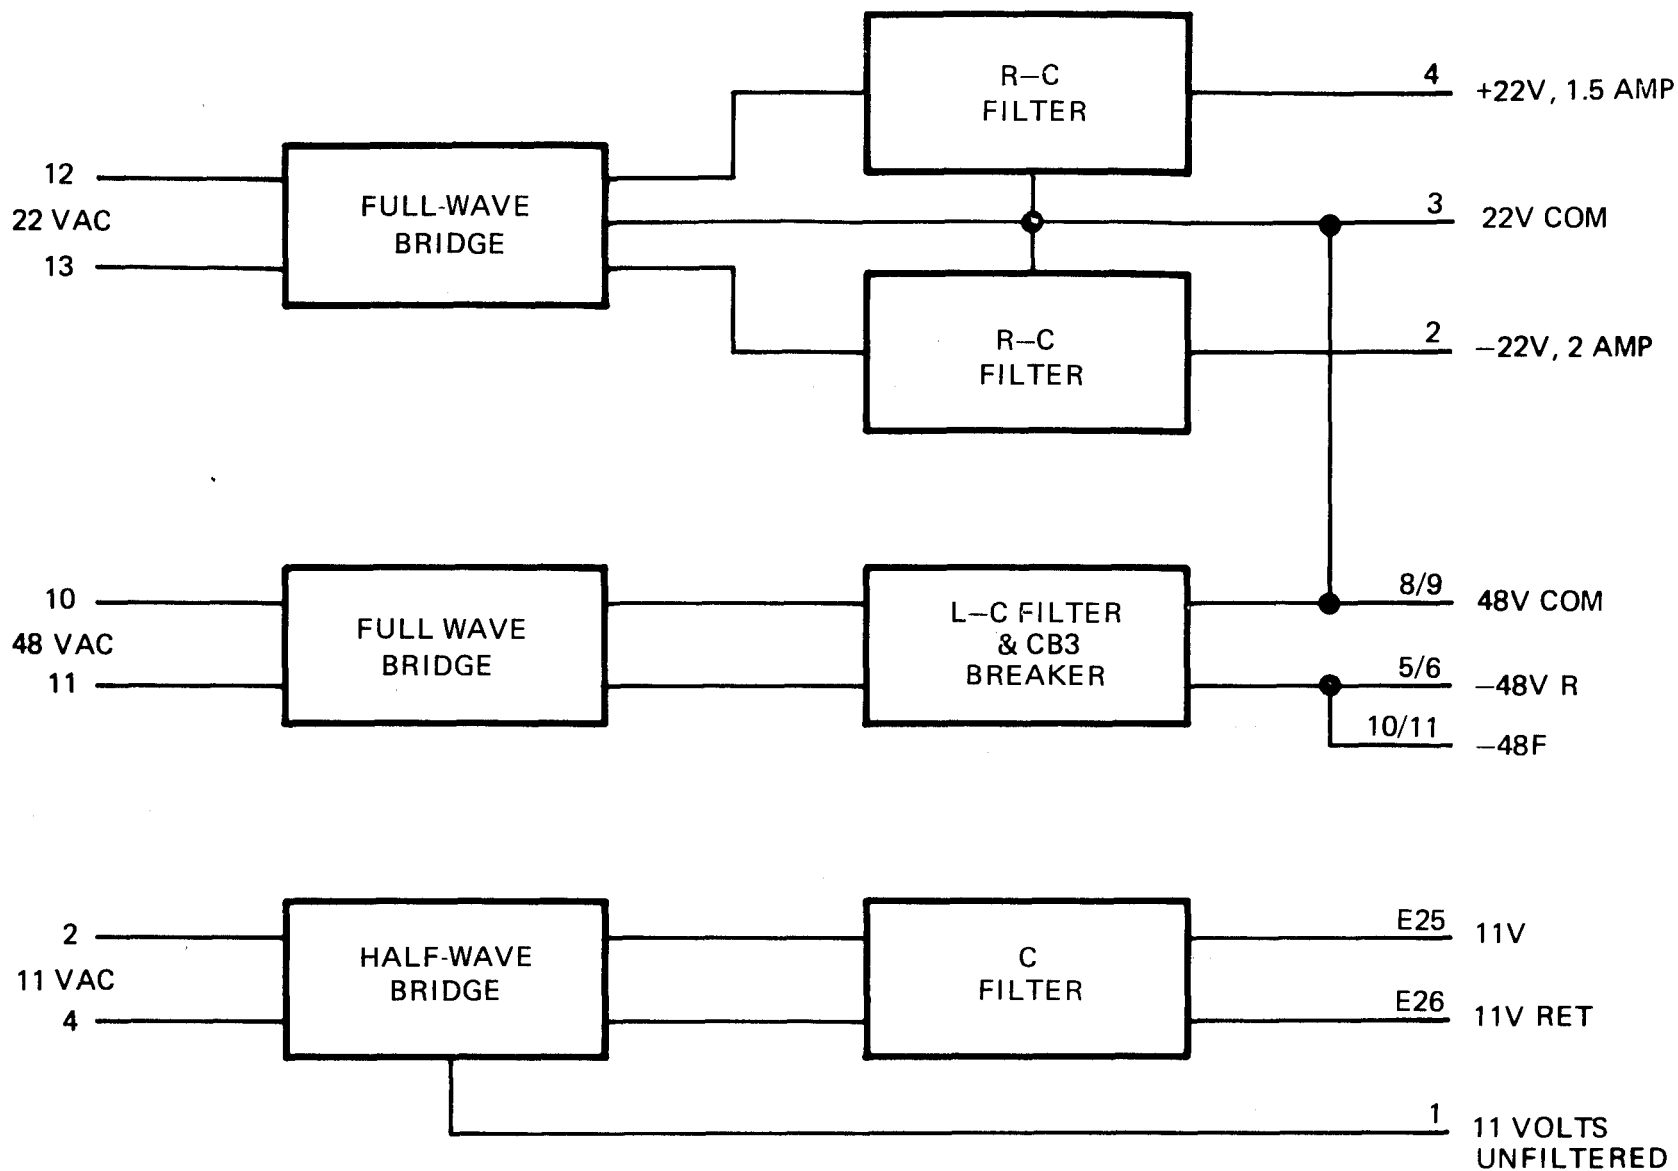 R–C
FILTER
4
+22V, 1.5 AMP
12
22 VAC
13
FULL-WAVE
BRIDGE
3
22V COM
R–C
FILTER
2
–22V, 2 AMP
10
48 VAC
11
FULL WAVE
BRIDGE
L–C FILTER
& CB3
BREAKER
8/9
48V COM
5/6
–48V R
10/11
–48F
2
11 VAC
4
HALF-WAVE
BRIDGE
C
FILTER
E25
11V
E26
11V RET
1
11 VOLTS
UNFILTERED